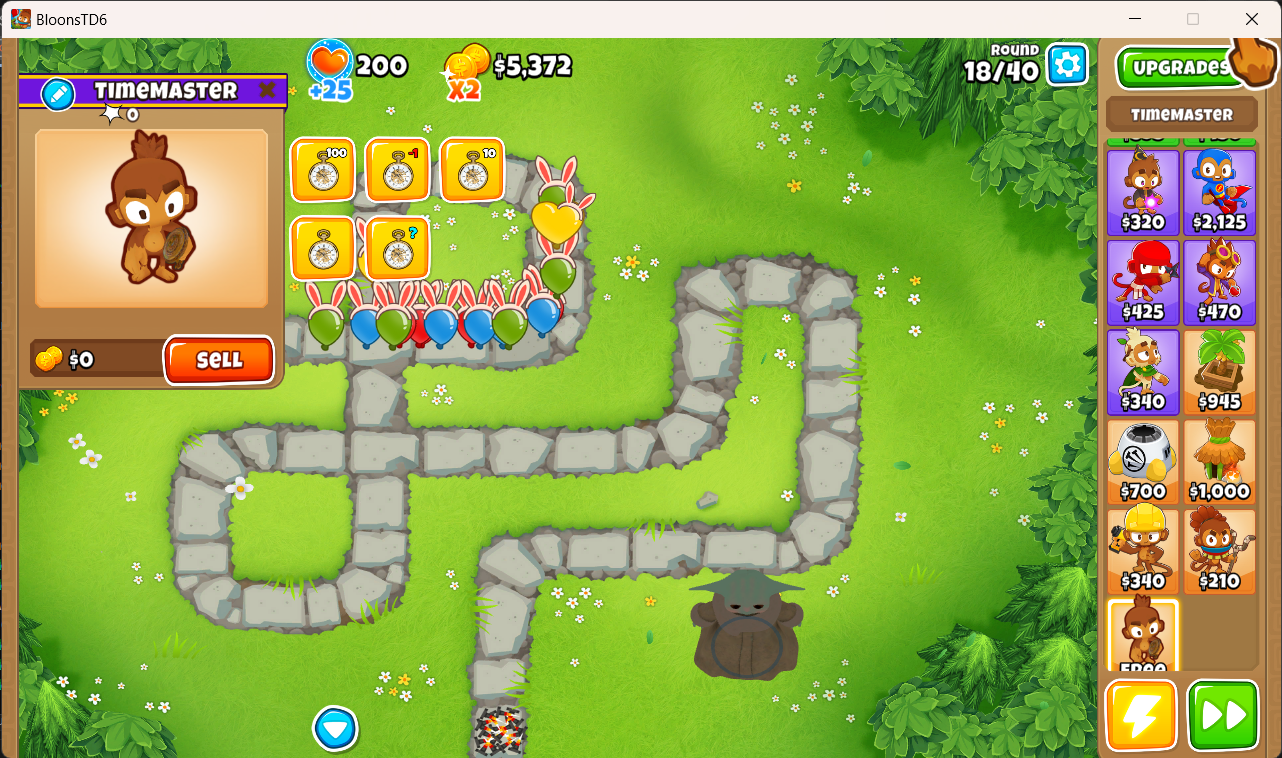 BloonsTD6
TIMEMASTER
0
$0
SELL
200
+25
$5,372
X2
ROUND
18/40
100
-1
10
?
UPGRADES
TIMEMASTER
$320
$2,125
$425
$470
$340
$945
$700
$1,000
$340
$210
FREE